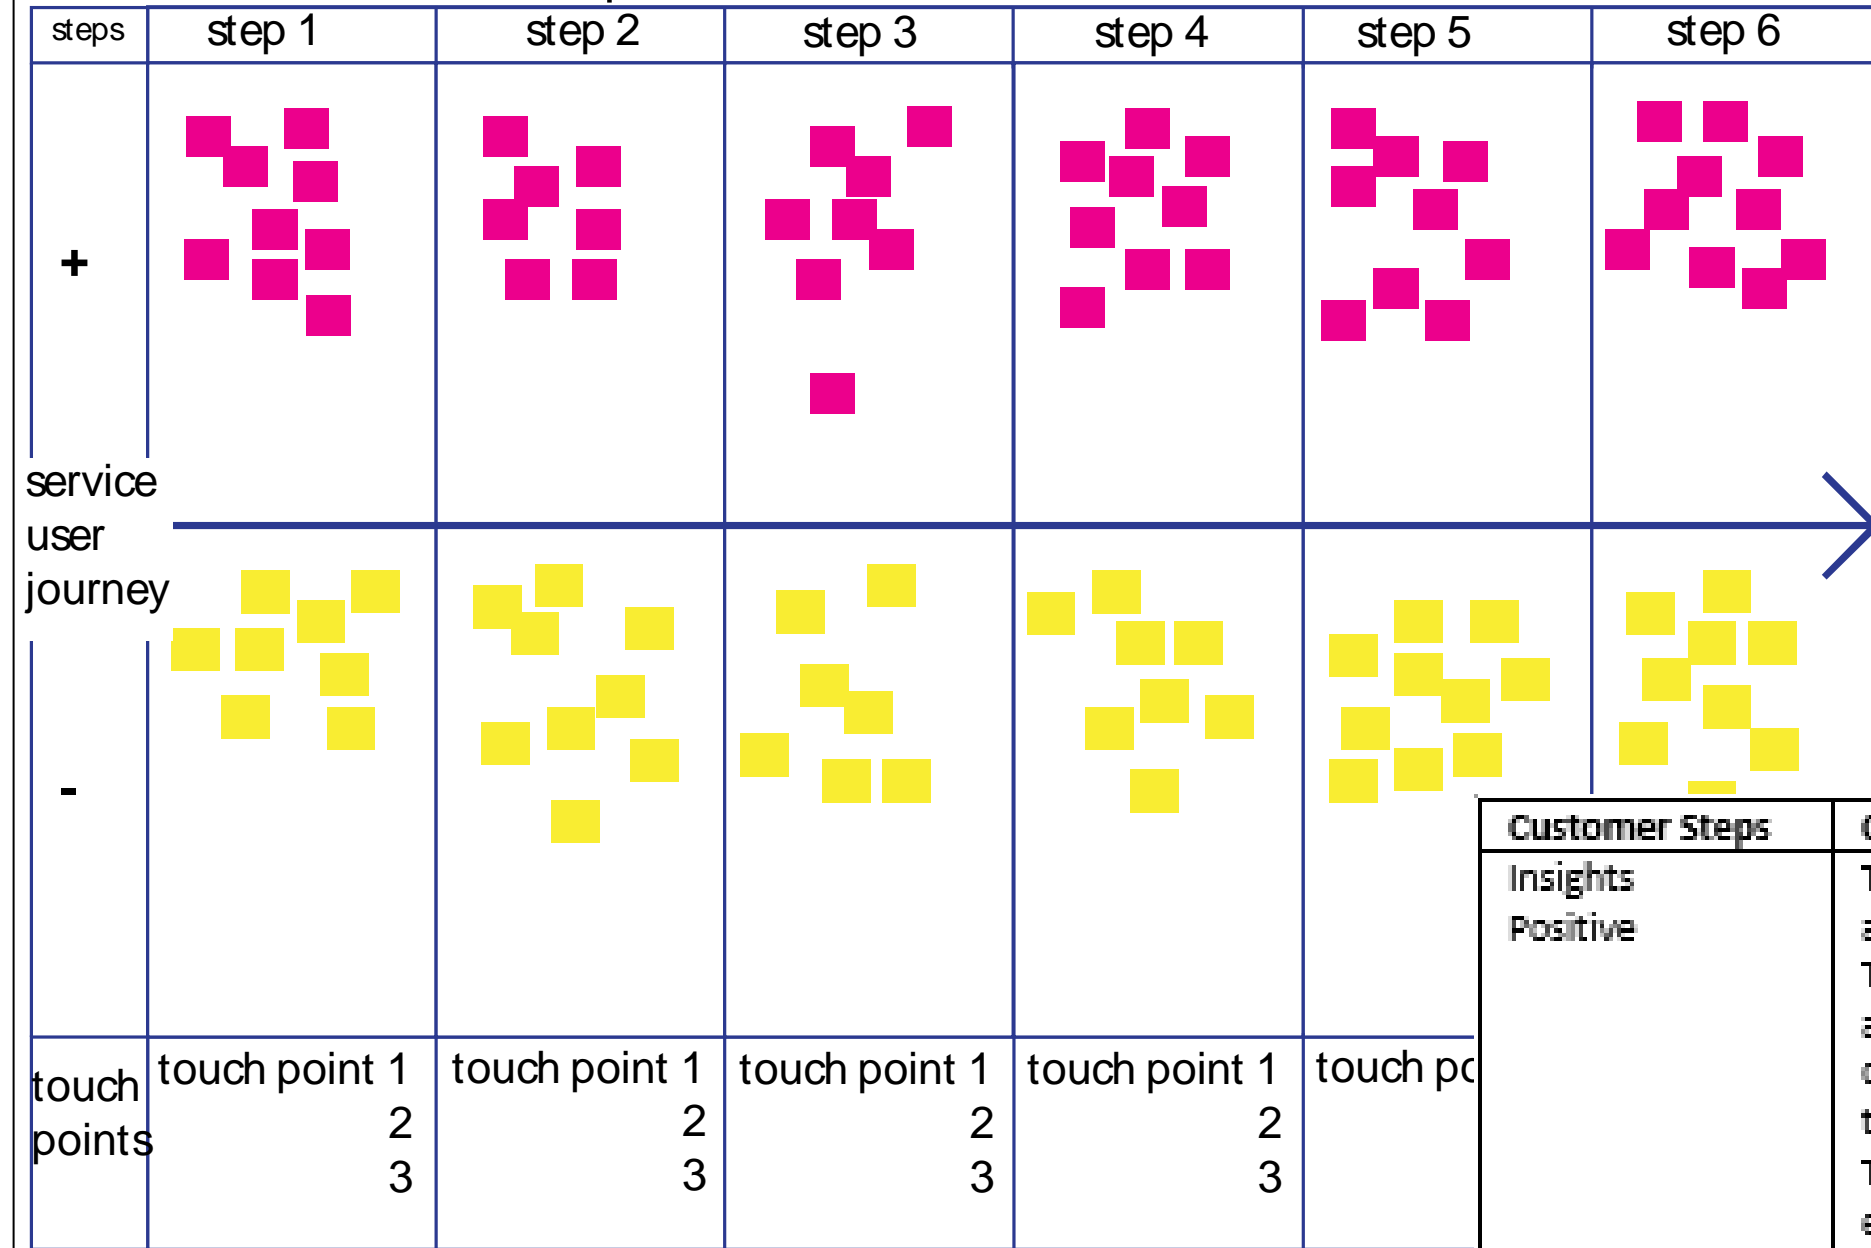 steps step 1 step 2 step 3 step 4 step 5 step 6
+
service
user
journey
-
Customer Steps
Insights
Positive
touch points
touch point 1 touch point 1 touch point 1 touch point 1 touch
2 2 2 2
3 3 3 3